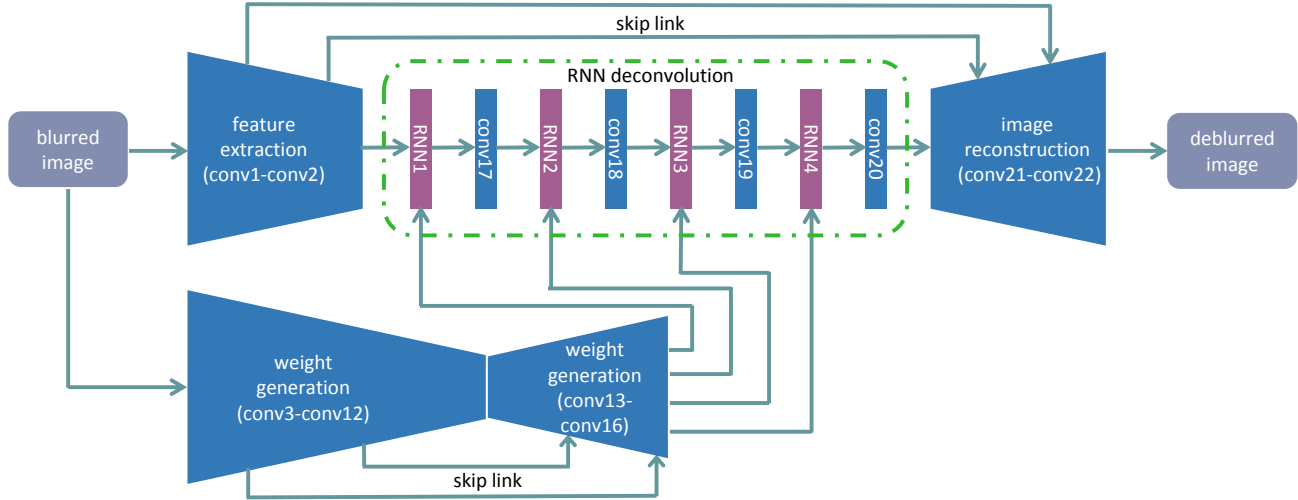 skip link
RNN deconvolution
blurred
image
feature
extraction
(conv1-conv2)
RNN1
conv17
RNN2
conv18
RNN3
conv19
RNN4
conv20
image
reconstruction
(conv21-conv22)
deblurred
image
weight
generation
(conv3-conv12)
weight
generation
(conv13-
conv16)
skip link